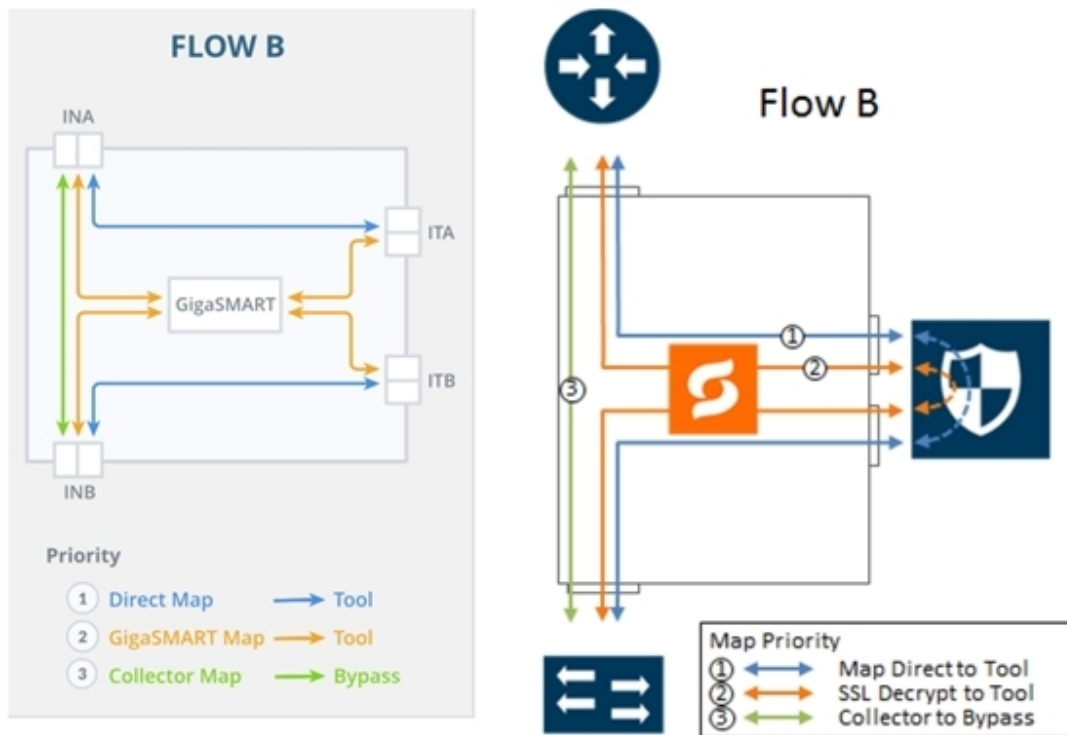 FLOW B
INA
ITA
GigaSMART
ITB
INB
Priority
1 Direct Map Tool
2 GigaSMART Map Tool
3 Collector Map Bypass
Flow B
1
2
3
Map Priority
1 Map Direct to Tool
2 SSL Decrypt to Tool
3 Collector to Bypass